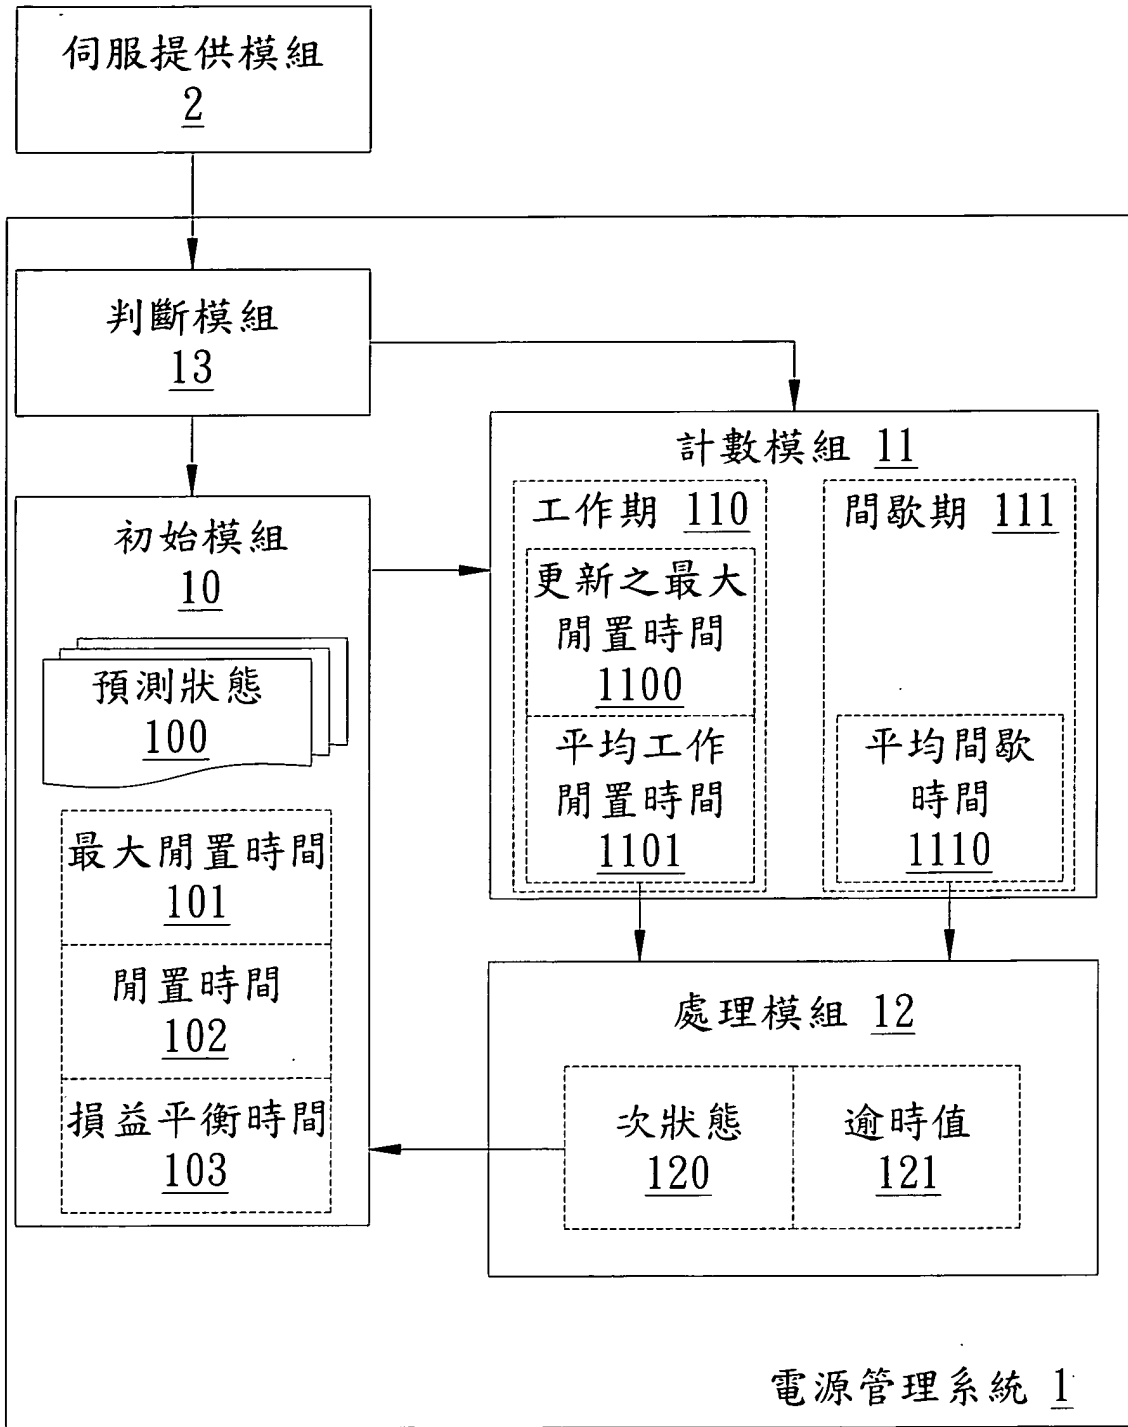 伺服提供模組
2
判斷模組
13
初始模組
10
預測狀態
100
最大閒置時間
101
閒置時間
102
損益平衡時間
103
計數模組 11
工作期 110
更新之最大
閒置時間
1100
平均工作
閒置時間
1101
間歇期 111
平均間歇
時間
1110
處理模組 12
次狀態
120
逾時值
121
電源管理系統 1